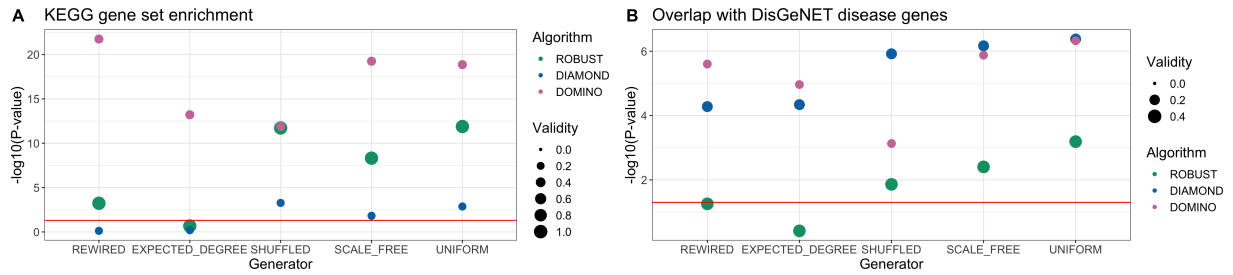 A KEGG gene set enrichment
-log10(P-value)
20
15
10
5
0
REWIRED EXPECTED_DEGREE SHUFFLED SCALE_FREE UNIFORM
Generator
Algorithm
ROBUST
DIAMOND
DOMINO
Validity
0.0
0.2
0.4
0.6
0.8
1.0
B Overlap with DisGeNET disease genes
-log10(P-value)
6
4
2
REWIRED EXPECTED_DEGREE SHUFFLED SCALE_FREE UNIFORM
Generator
Validity
0.0
0.2
0.4
Algorithm
ROBUST
DIAMOND
DOMINO